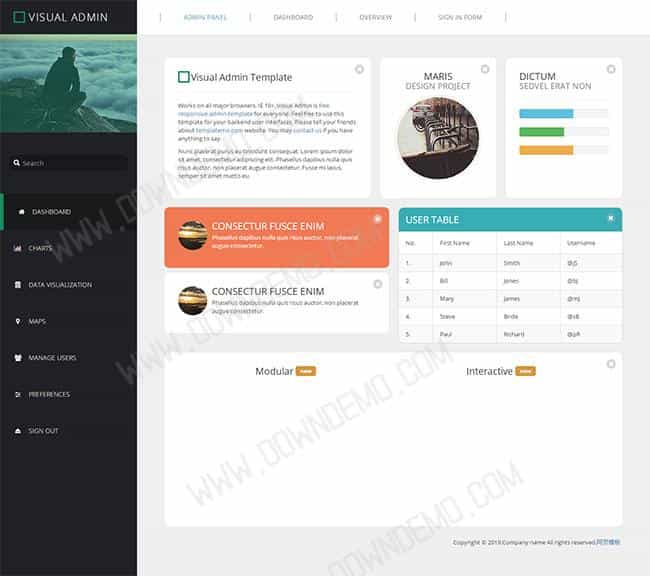 VISUAL ADMIN
ADMIN PANEL
DASHBOARD
OVERVIEW
SIGN IN FORM
Search
DASHBOARD
CHARTS
DATA VISUALIZATION
MAPS
MANAGE USERS
PREFERENCES
SIGN OUT
Visual Admin Template
Works on all major browsers. IE 10+. Visual Admin is free
responsive admin template for everyone. Feel free to use this
template for your backend user interfaces. Please tell your friends
about templatemo.com website. You may contact us if you have
anything to say.
Nunc placerat purus eu tincidunt consequat. Lorem ipsum dolor
sit amet, consectetur adipiscing elit. Phasellus dapibus nulla quis
risus auctor, non placerat augue consectetur. Fusce mi lacus,
semper sit amet mattis eu.
MARIS
DESIGN PROJECT
DICTUM
SEDVEL ERAT NON
CONSECTUR FUSCE ENIM
Phasellus dapibus nulla quis risus auctor, non placerat
augue consectetur.
CONSECTUR FUSCE ENIM
Phasellus dapibus nulla quis risus auctor, non placerat
augue consectetur.
USER TABLE
No. First Name Last Name Username
1. John Smith @jS
2. Bill Jones @bJ
3. Mary James @mJ
4. Steve Bride @sB
5. Paul Richard @pR
Modular new
Interactive new
Copyright © 2019.Company name All rights reserved.网页模板
WWW.DOWNDEMO.COM
WWW.DOWNDEMO.COM
WWW.DOWNDEMO.COM